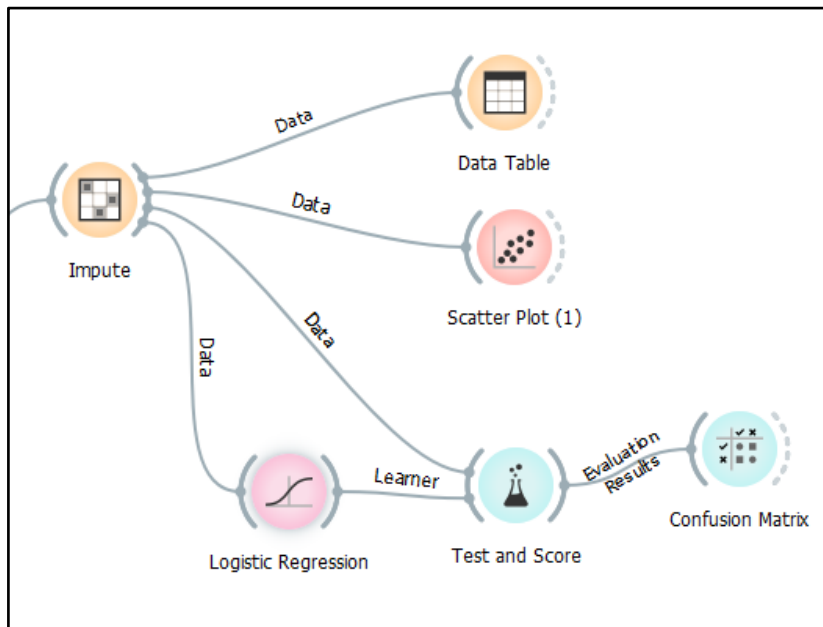 Data
Data Table
Data
Impute
Scatter Plot (1)
Data
Data
Learner
Evaluation
Results
Logistic Regression
Test and Score
Confusion Matrix